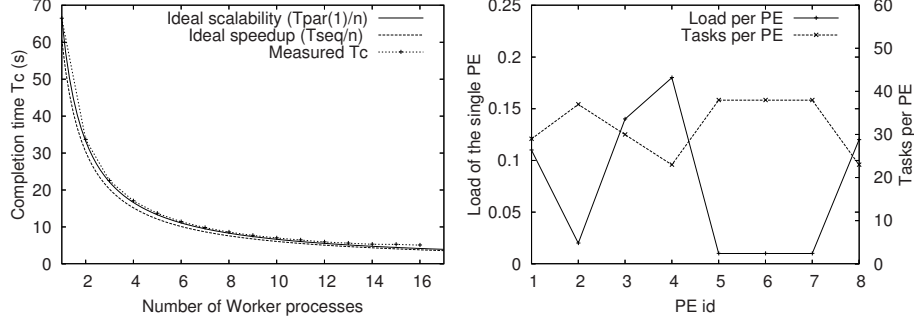 Ideal scalability (Tpar(1)/n)
Ideal speedup (Tseq/n)
Measured Tc
Completion time Tc (s)
70
60
50
40
30
20
10
0
2 4 6 8 10 12 14 16
Number of Worker processes
Load per PE
Tasks per PE
Load of the single PE
0.25
0.2
0.15
0.1
0.05
0
1 2 3 4 5 6 7 8
PE id
60
50
40
30
20
10
0
Tasks per PE